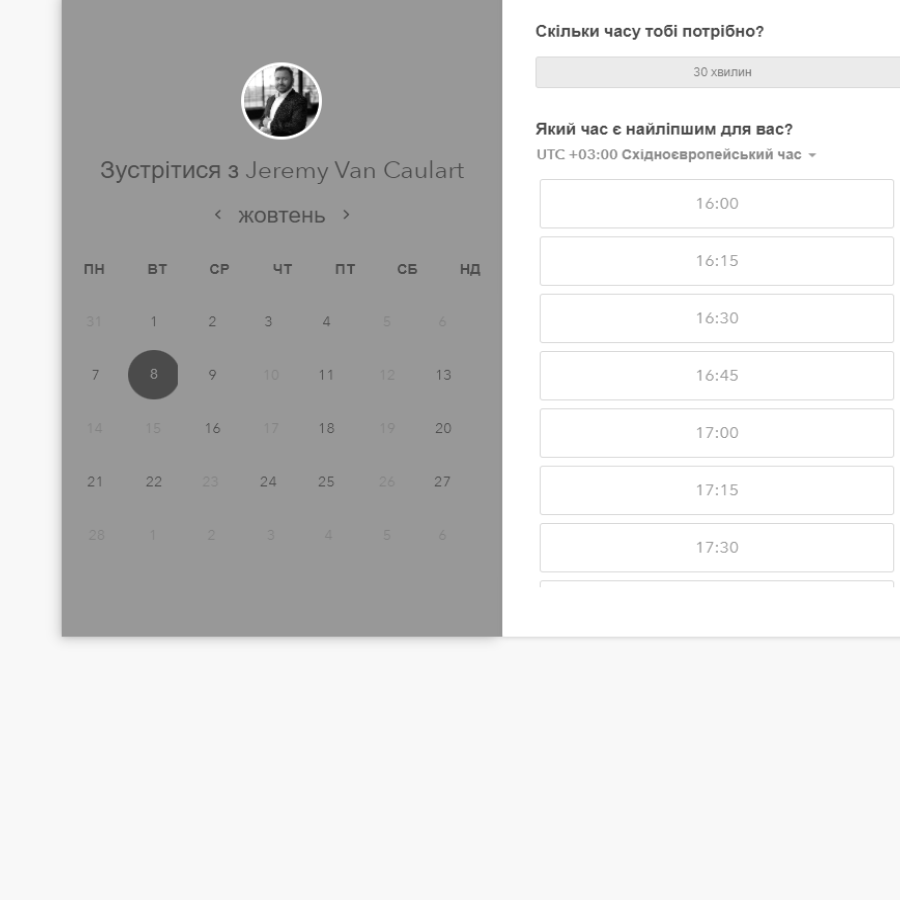 Зустрітися з Jeremy Van Caulart
жовтень
ПН ВТ СР ЧТ ПТ СБ НД
31 1 2 3 4 5 6
7 8 9 10 11 12 13
14 15 16 17 18 19 20
21 22 23 24 25 26 27
28 1 2 3 4 5 6
Скільки часу тобі потрібно?
30 хвилин
Який час є найліпшим для вас?
UTC +03:00 Східноєвропейський час
16:00
16:15
16:30
16:45
17:00
17:15
17:30